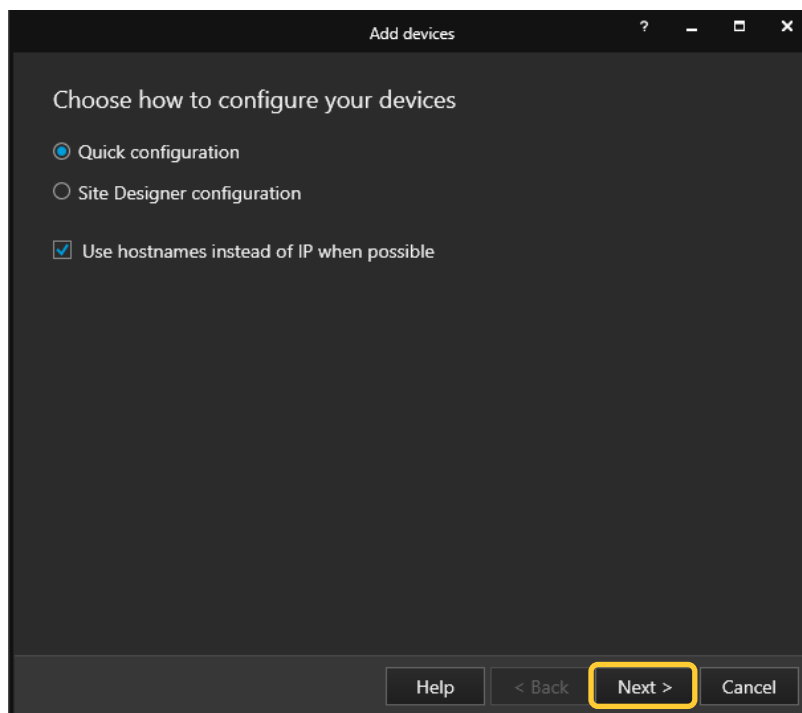 Add devices
?
Choose how to configure your devices
Quick configuration
Site Designer configuration
Use hostnames instead of IP when possible
Help < Back Next > Cancel